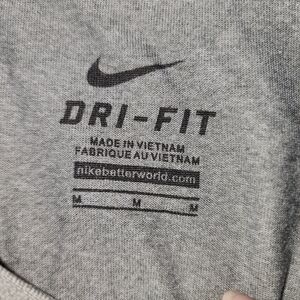 DRI-FIT
MADE IN VIETNAM
FABRIQUE AU VIETNAM
nikebetterworld.com
M M M